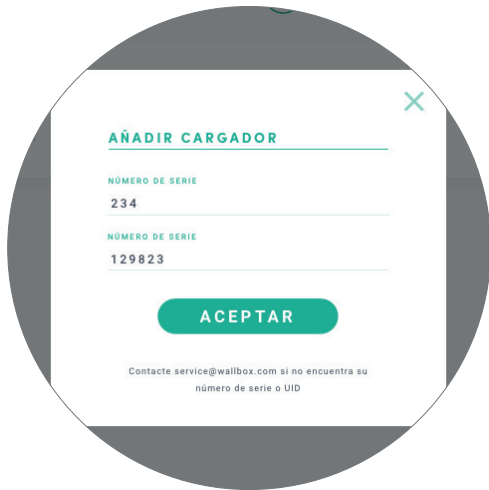 AÑADIR CARGADOR
NÚMERO DE SERIE
234
NÚMERO DE SERIE
129823
ACEPTAR
Contacte service@wallbox.com si no encuentra su
número de serie o UID